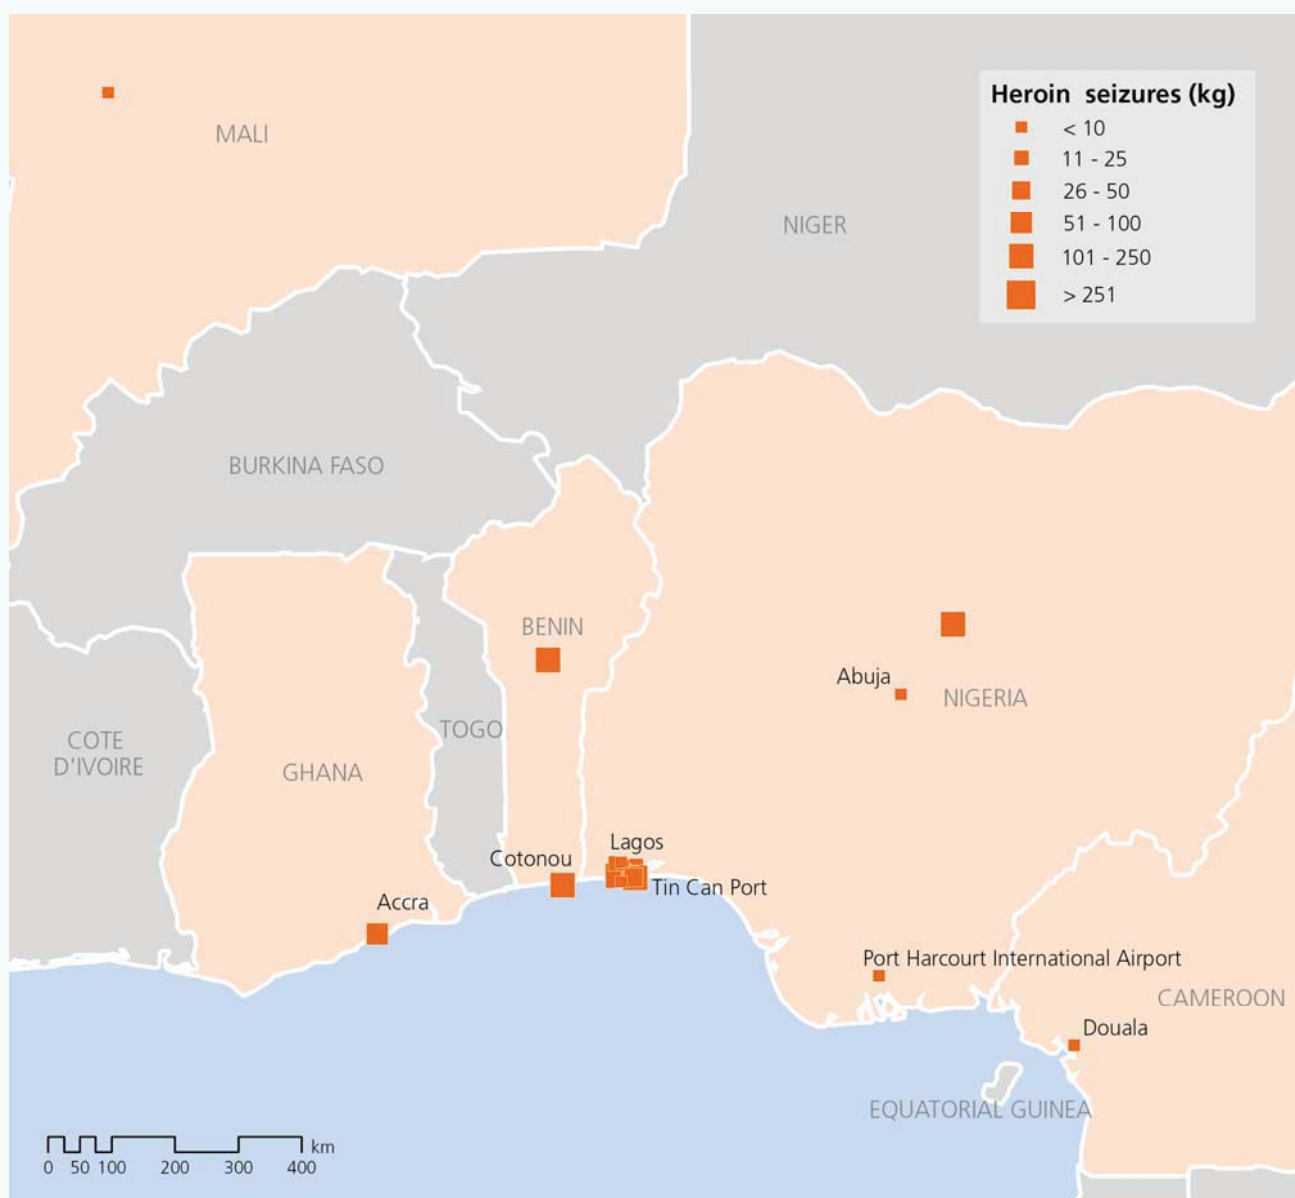 Heroin seizures (kg)
< 10
11 - 25
26 - 50
51 - 100
101 - 250
> 251
MALI
NIGER
BURKINA FASO
BENIN
Abuja
NIGERIA
TOGO
COTE
D'IVOIRE
GHANA
Lagos
Cotonou
Tin Can Port
Accra
Port Harcourt International Airport
CAMEROON
Douala
EQUATORIAL GUINEA
km
0 50 100 200 300 400